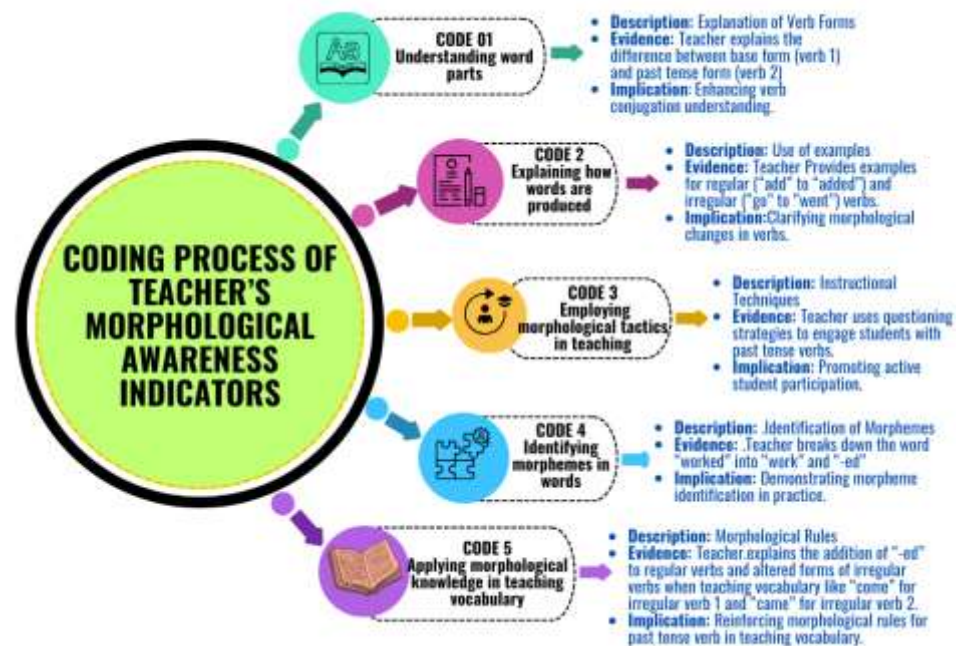 CODING PROCESS OF
TEACHER'S
MORPHOLOGICAL
AWARENESS
INDICATORS
Aa
CODE 01
Understanding word
parts
• Description: Explanation of Verb Forms
• Evidence: Teacher explains the
difference between base form (verb 1)
and past tense form (verb 2)
• Implication: Enhancing verb
conjugation understanding.
CODE 2
Explaining how
words are
produced
• Description: Use of examples
• Evidence: Teacher Provides examples
for regular ("add" to "added") and
irregular ("go" to "went") verbs.
• Implication:Clarifying morphological
changes in verbs.
CODE 3
Employing
morphological tactics
in teaching
• Description: Instructional
Techniques
• Evidence: Teacher uses questioning
strategies to engage students with
past tense verbs.
• Implication: Promoting active
student participation.
CODE 4
Identifying
morphemes in
words
• Description: .Identification of Morphemes
• Evidence: .Teacher breaks down the word
"worked" into "work" and "-ed"
• Implication: Demonstrating morpheme
identification in practice.
CODE 5
Applying morphological
knowledge in teaching
vocabulary
• Description: Morphological Rules
• Evidence: Teacher explains the addition of "-ed"
to regular verbs and altered forms of irregular
verbs when teaching vocabulary like "come" for
irregular verb 1 and "came" for irregular verb 2.
• Implication: Reinforcing morphological rules for
past tense verb in teaching vocabulary.